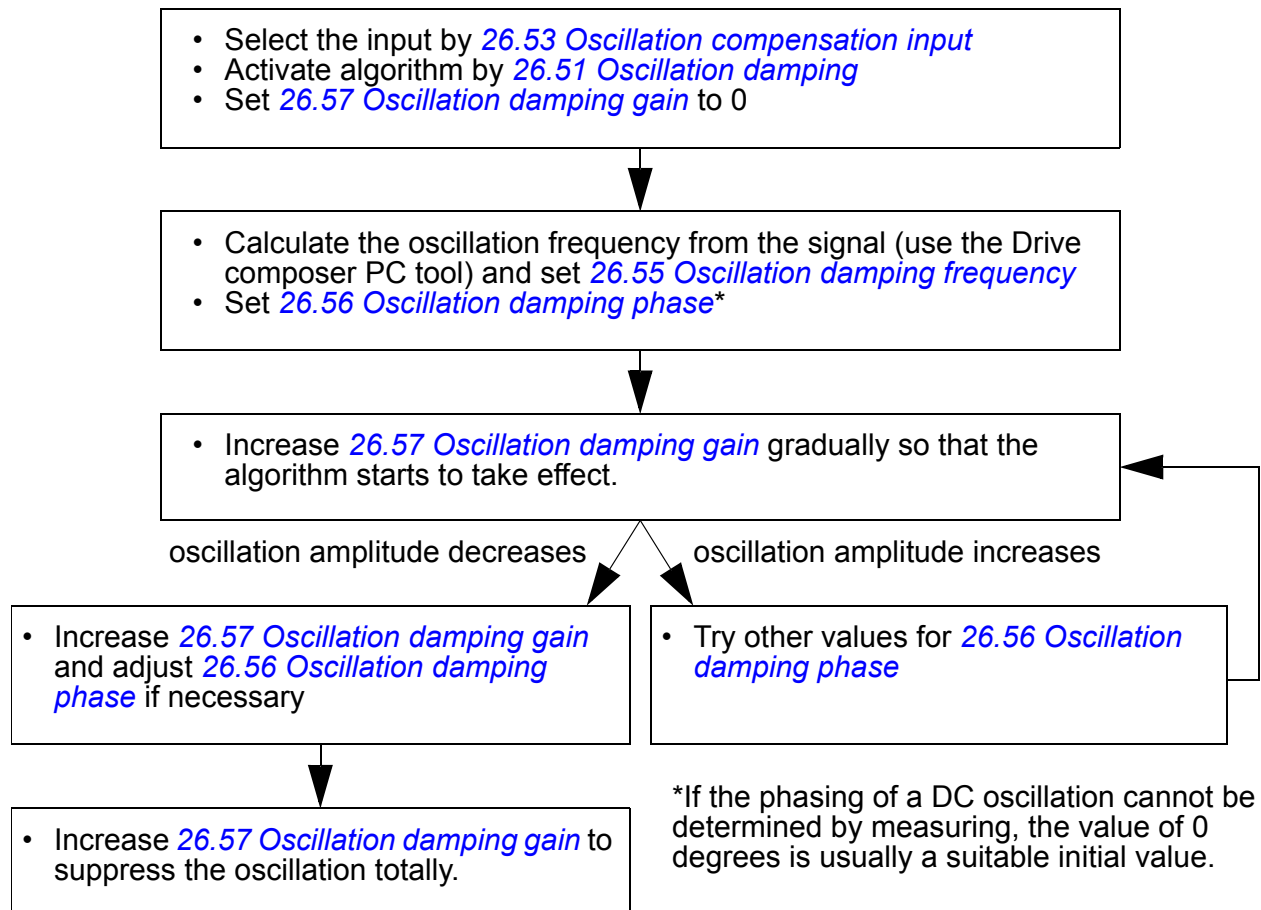 • Select the input by 26.53 Oscillation compensation input
• Activate algorithm by 26.51 Oscillation damping
• Set 26.57 Oscillation damping gain to 0
• Calculate the oscillation frequency from the signal (use the Drive
composer PC tool) and set 26.55 Oscillation damping frequency
• Set 26.56 Oscillation damping phase*
• Increase 26.57 Oscillation damping gain gradually so that the
algorithm starts to take effect.
oscillation amplitude decreases
oscillation amplitude increases
• Increase 26.57 Oscillation damping gain
and adjust 26.56 Oscillation damping
phase if necessary
• Try other values for 26.56 Oscillation
damping phase
• Increase 26.57 Oscillation damping gain to
suppress the oscillation totally.
*If the phasing of a DC oscillation cannot be
determined by measuring, the value of 0
degrees is usually a suitable initial value.